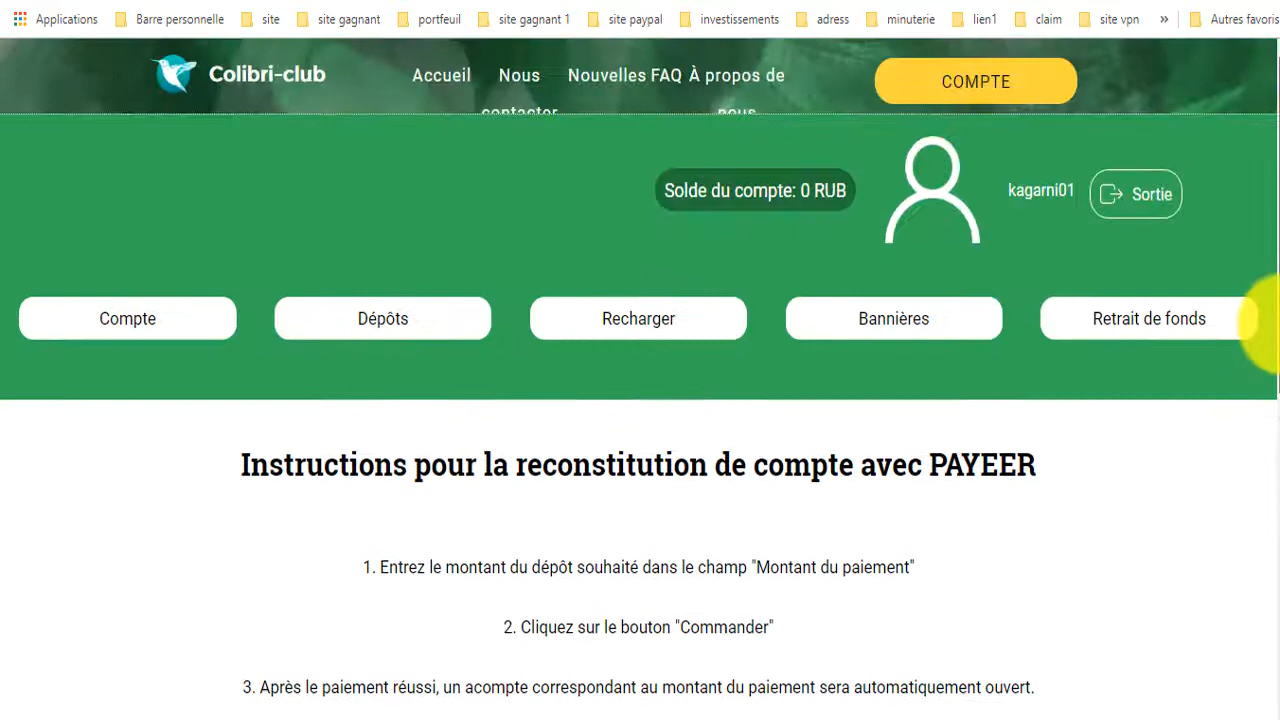 Applications Barre personnelle site site gagnant portfeuil site gagnant 1 site paypal investissements adress minuterie lien1 claim site vpn » Autres favoris
Colibri-club Accueil Nous Nouvelles FAQ À propos de COMPTE
contacter nous
Solde du compte: 0 RUB kagarni01 Sortie
Compte Dépôts Recharger Bannières Retrait de fonds
Instructions pour la reconstitution de compte avec PAYEER
1. Entrez le montant du dépôt souhaité dans le champ "Montant du paiement"
2. Cliquez sur le bouton "Commander"
3. Après le paiement réussi, un acompte correspondant au montant du paiement sera automatiquement ouvert.